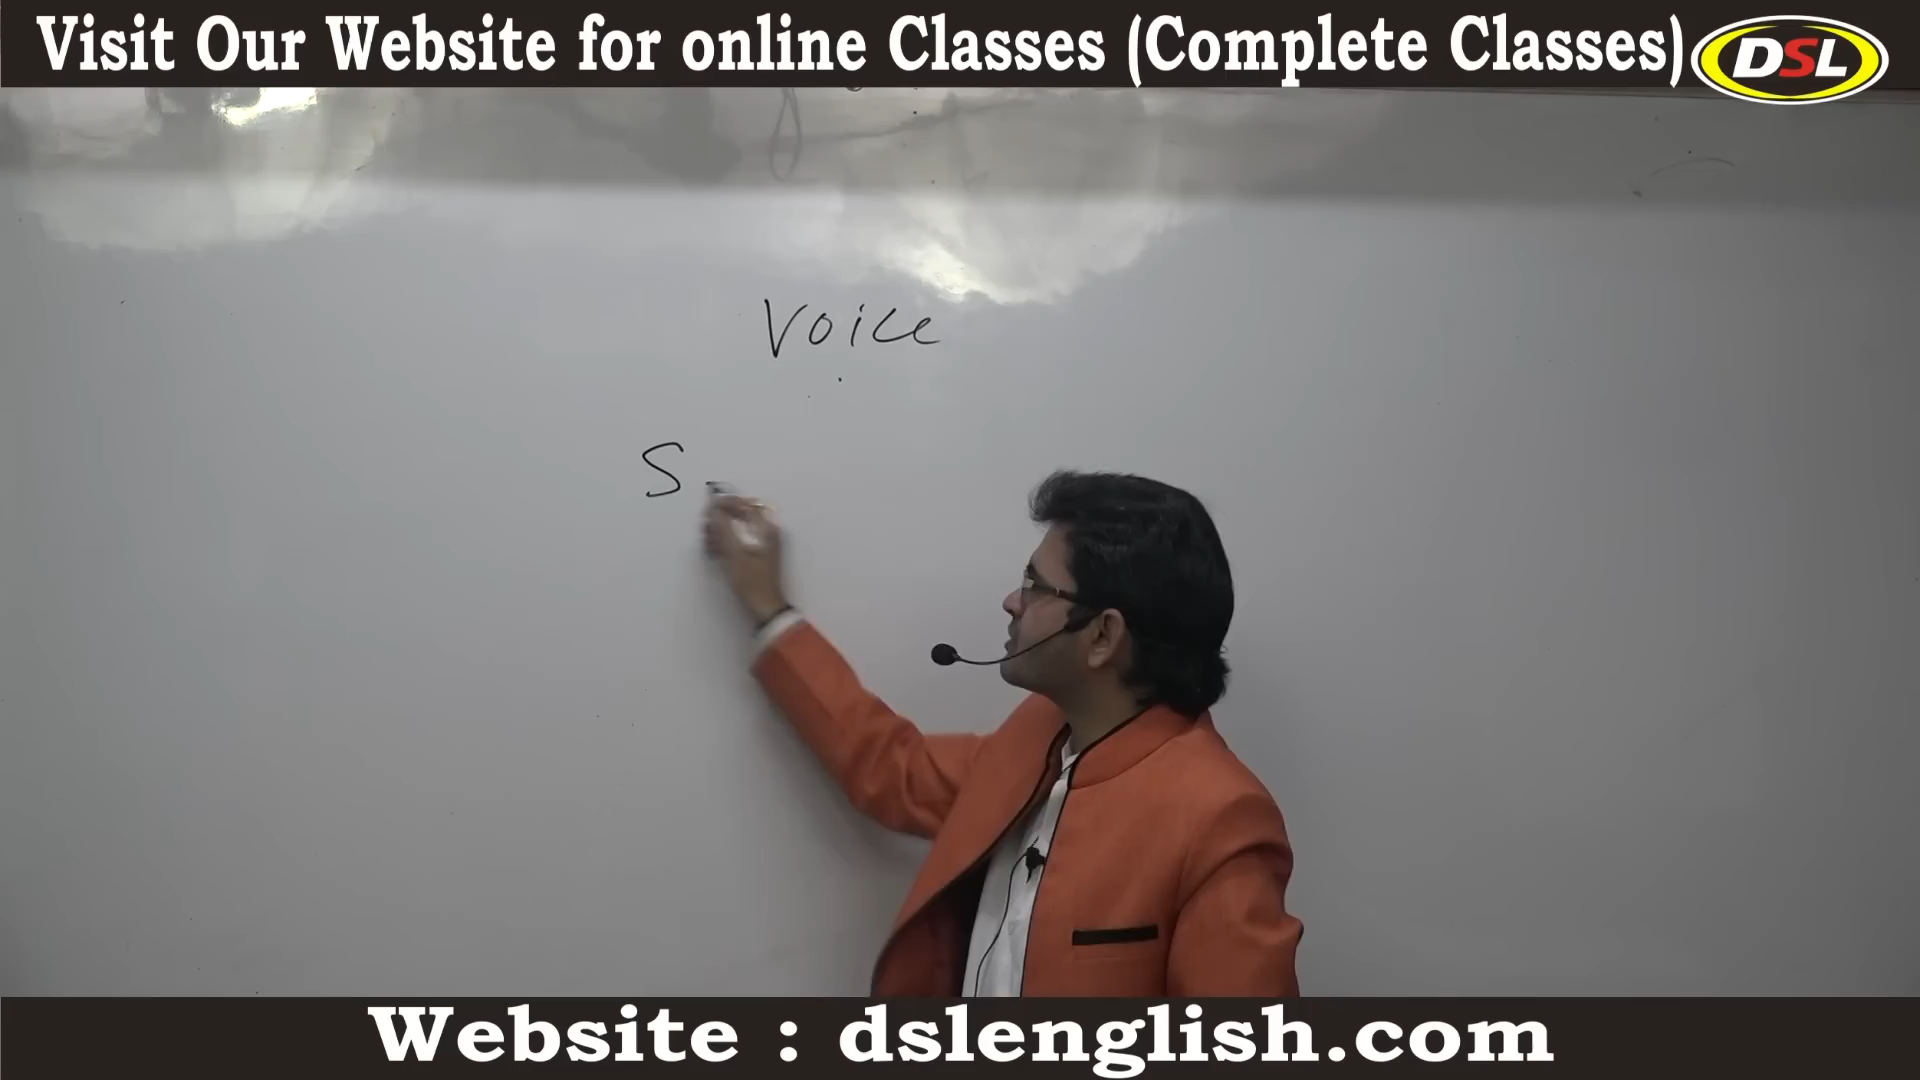 Visit Our Website for online Classes (Complete Classes) DSL
Voice
S
Website : dslenglish.com